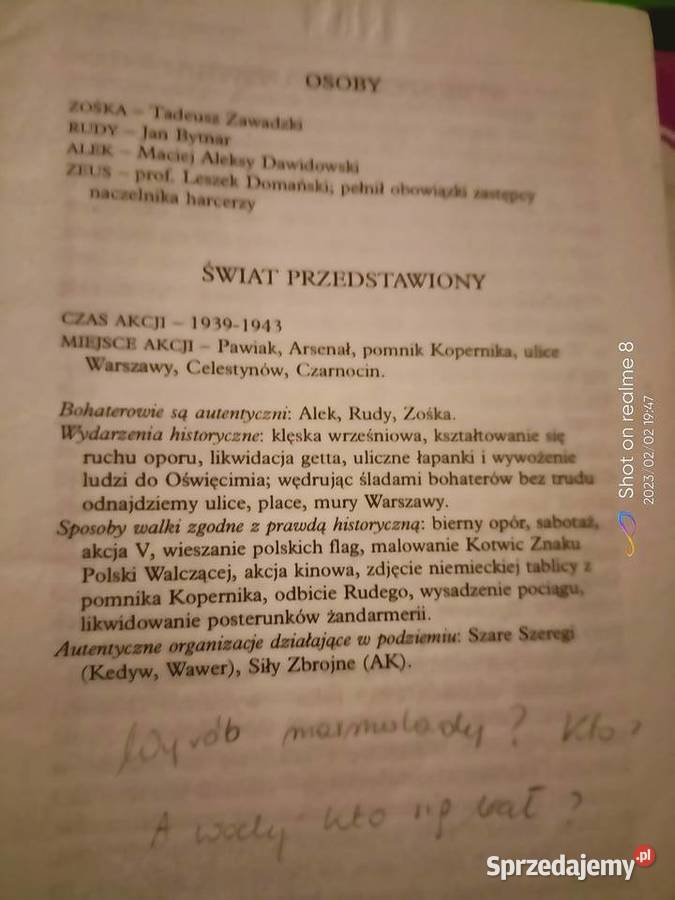 OSOBY
ZOŚKA – Tadeusz Zawadzki
RUDY – Jan Bytnar
ALEK – Maciej Aleksy Dawidowski
ZEUS – prof. Leszek Domański; pełnił obowiązki zastępcy
naczelnika harcerzy
ŚWIAT PRZEDSTAWIONY
CZAS AKCJI – 1939-1943
MIEJSCE AKCJI – Pawiak, Arsenał, pomnik Kopernika, ulice
Warszawy, Celestynów, Czarnocin.
Bohaterowie są autentyczni: Alek, Rudy, Zośka.
Wydarzenia historyczne: klęska wrześniowa, kształtowanie się
ruchu oporu, likwidacja getta, uliczne łapanki i wywożenie
ludzi do Oświęcimia; wędrując śladami bohaterów bez trudu
odnajdziemy ulice, place, mury Warszawy.
Sposoby walki zgodne z prawdą historyczną: bierny opór, sabotaż,
akcja V, wieszanie polskich flag, malowanie Kotwic Znaku
Polski Walczącej, akcja kinowa, zdjęcie niemieckiej tablicy z
pomnika Kopernika, odbicie Rudego, wysadzenie pociągu,
likwidowanie posterunków żandarmerii.
Autentyczne organizacje działające w podziemiu: Szare Szeregi
(Kedyw, Wawer), Siły Zbrojne (AK).
Wyrób marmolady? Kto?
A wody kto się bał?
Shot on realme 8
2023/02/02 19:47
Sprzedajemy.pl